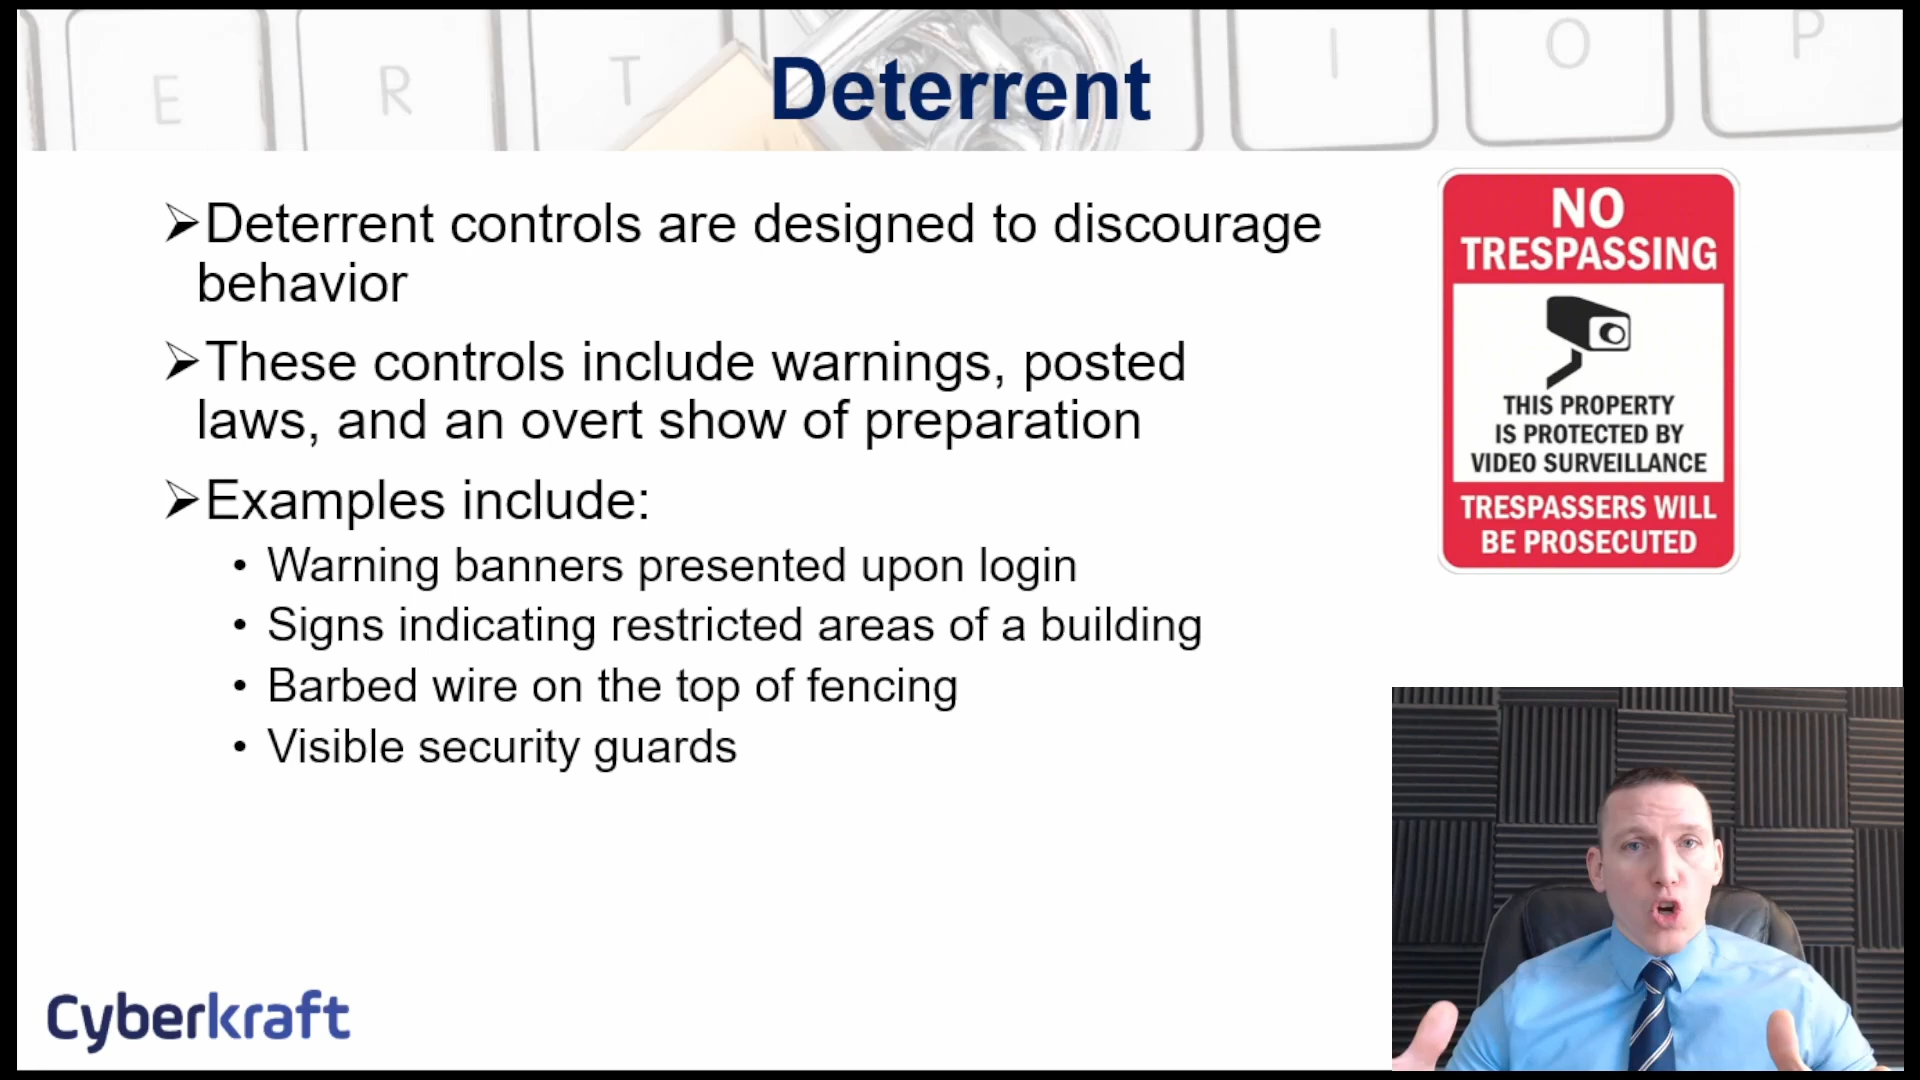 E R T I O P
Deterrent
➢Deterrent controls are designed to discourage
behavior
➢These controls include warnings, posted
laws, and an overt show of preparation
➢Examples include:
• Warning banners presented upon login
• Signs indicating restricted areas of a building
• Barbed wire on the top of fencing
• Visible security guards
NO
TRESPASSING
THIS PROPERTY
IS PROTECTED BY
VIDEO SURVEILLANCE
TRESPASSERS WILL
BE PROSECUTED
Cyberkraft